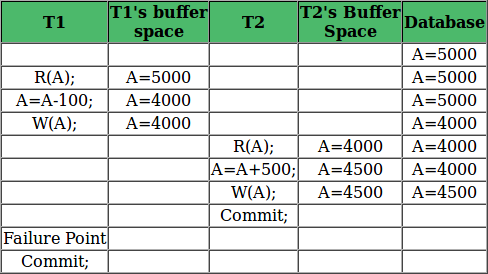 T1 T1's buffer space T2 T2's Buffer Space Database
A=5000
R(A); A=5000 A=5000
A=A-100; A=4000 A=5000
W(A); A=4000 A=4000
R(A); A=4000 A=4000
A=A+500; A=4500 A=4000
W(A); A=4500 A=4500
Commit;
Failure Point
Commit;